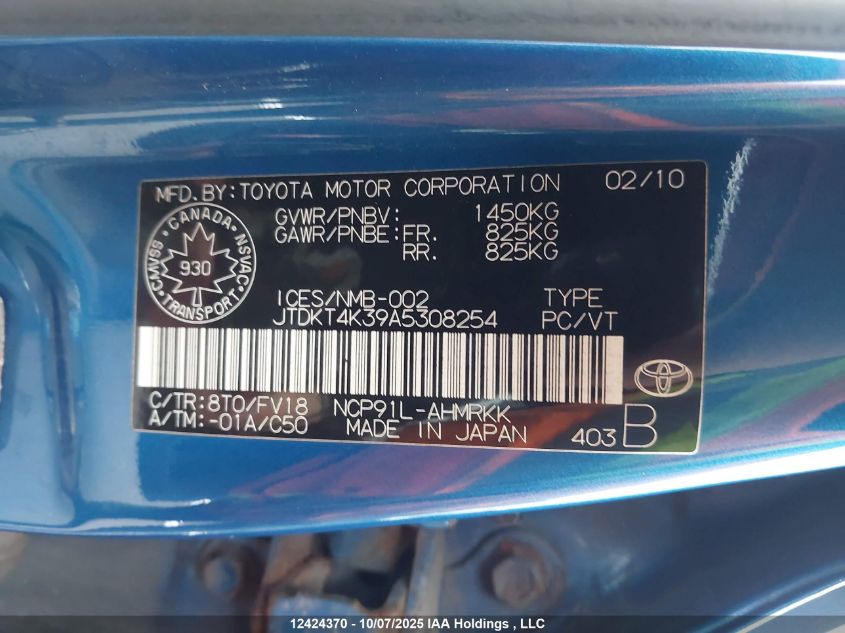 MFD. BY: TOYOTA MOTOR CORPORATION 02/10
GVWR/PNBV: 1450KG
GAWR/PNBE: FR. 825KG
RR. 825KG
CANADA
CMVSS 930 NSVAC
TRANSPORT
ICES/NMB-002 TYPE
JTDKT4K39A5308254 PC/VT
C/TR: 8TO/FV18 NCP91L-AHMRKK
A/TM: -01A/C50 MADE IN JAPAN 403 B
12424370 - 10/07/2025 IAA Holdings , LLC